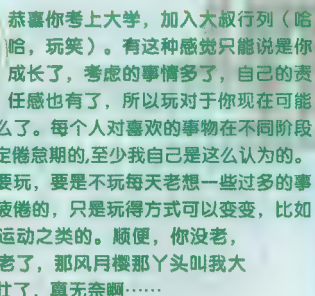 恭喜你考上大学，加入大叔行列（哈
哈，玩笑）。有这种感觉只能说是你
成长了，考虑的事情多了，自己的责
任感也有了，所以玩对于你现在可能
么了。每个人对喜欢的事物在不同阶段
定倦怠期的,至少我自己是这么认为的。
要玩，要是不玩每天老想一些过多的事
疲倦的，只是玩得方式可以变变，比如
运动之类的。顺便，你没老，
老了，那风月樱那丫头叫我大
壮了，真无奈啊……